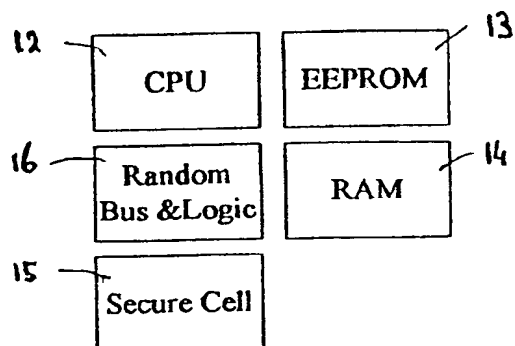 12 CPU
13 EEPROM
16 Random
Bus &Logic
14 RAM
15 Secure Cell